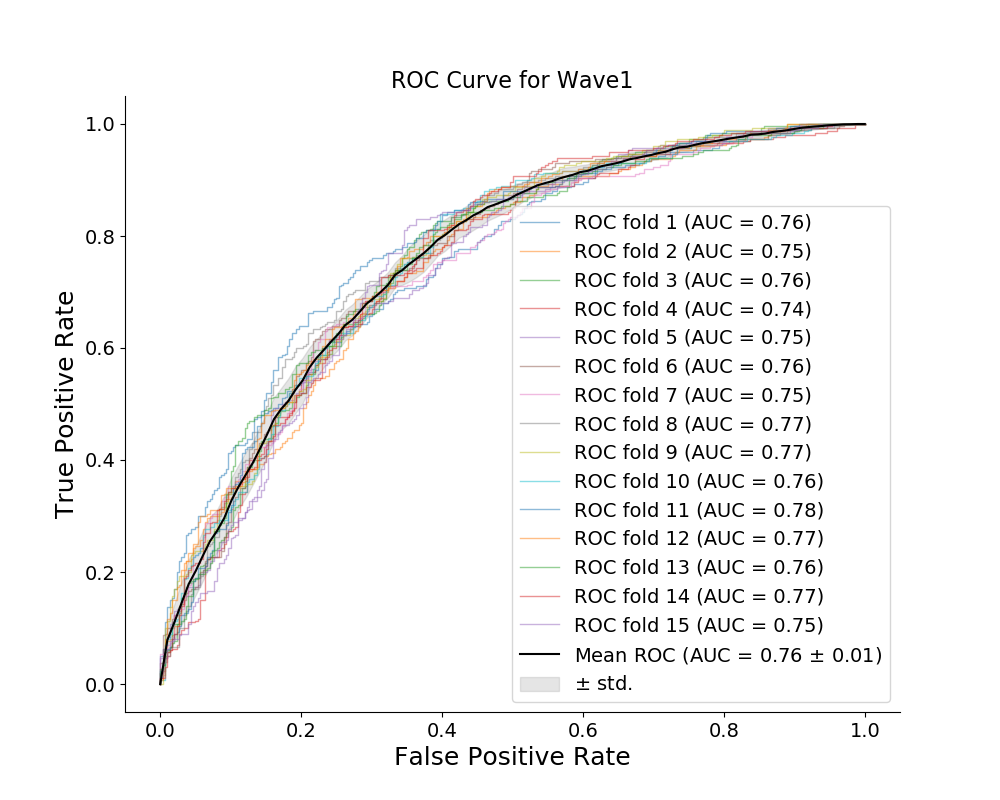 ROC Curve for Wave1
True Positive Rate
1.0
0.8
0.6
0.4
0.2
0.0
ROC fold 1 (AUC = 0.76)
ROC fold 2 (AUC = 0.75)
ROC fold 3 (AUC = 0.76)
ROC fold 4 (AUC = 0.74)
ROC fold 5 (AUC = 0.75)
ROC fold 6 (AUC = 0.76)
ROC fold 7 (AUC = 0.75)
ROC fold 8 (AUC = 0.77)
ROC fold 9 (AUC = 0.77)
ROC fold 10 (AUC = 0.76)
ROC fold 11 (AUC = 0.78)
ROC fold 12 (AUC = 0.77)
ROC fold 13 (AUC = 0.76)
ROC fold 14 (AUC = 0.77)
ROC fold 15 (AUC = 0.75)
Mean ROC (AUC = 0.76 ± 0.01)
± std.
0.0 0.2 0.4 0.6 0.8 1.0
False Positive Rate